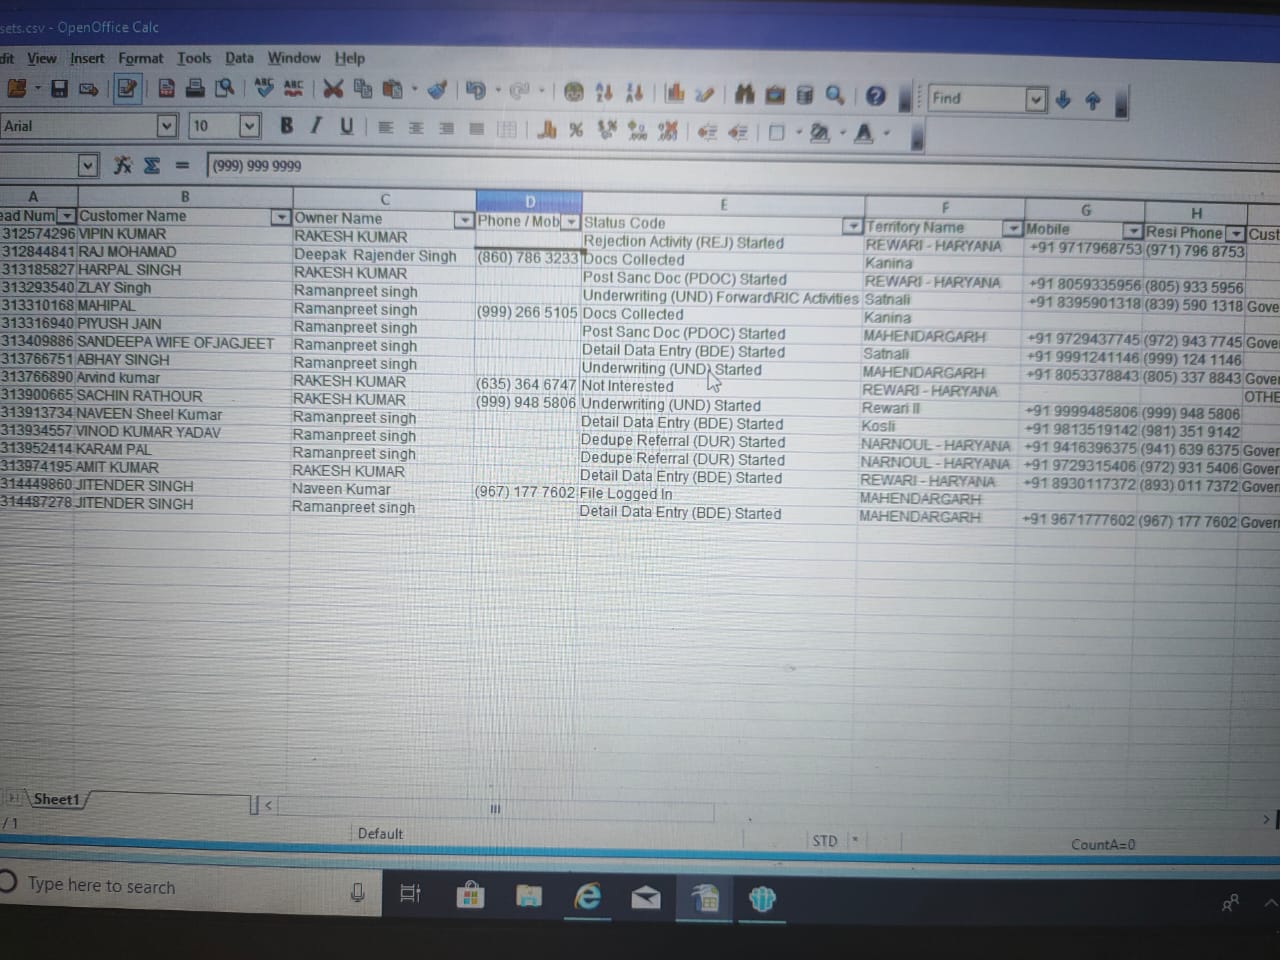 sets.csv - OpenOffice Calc
dit View Insert Format Tools Data Window Help
Find
Arial 10 B I U
(999) 999 9999
A B C D E F G H
ead Num Customer Name Owner Name Phone / Mob Status Code Territory Name Mobile Resi Phone Cust
312574296 VIPIN KUMAR RAKESH KUMAR Rejection Activity (REJ) Started REWARI - HARYANA +91 9717968753 (971) 796 8753
312844841 RAJ MOHAMAD Deepak Rajender Singh (860) 786 3233 Docs Collected Kanina
313185827 HARPAL SINGH RAKESH KUMAR Post Sanc Doc (PDOC) Started REWARI - HARYANA +91 8059335956 (805) 933 5956
313293540 ZLAY Singh Ramanpreet singh Underwriting (UND) Forward\RIC Activities Satnali +91 8395901318 (839) 590 1318 Gove
313310168 MAHIPAL Ramanpreet singh (999) 266 5105 Docs Collected Kanina
313316940 PIYUSH JAIN Ramanpreet singh Post Sanc Doc (PDOC) Started MAHENDARGARH +91 9729437745 (972) 943 7745 Gover
313409886 SANDEEPA WIFE OFJAGJEET Ramanpreet singh Detail Data Entry (BDE) Started Satnali +91 9991241146 (999) 124 1146
313766751 ABHAY SINGH Ramanpreet singh Underwriting (UND) Started MAHENDARGARH +91 8053378843 (805) 337 8843 Gover
313766890 Arvind kumar RAKESH KUMAR (635) 364 6747 Not Interested REWARI - HARYANA OTHE
313900665 SACHIN RATHOUR RAKESH KUMAR (999) 948 5806 Underwriting (UND) Started Rewari II +91 9999485806 (999) 948 5806
313913734 NAVEEN Sheel Kumar Ramanpreet singh Detail Data Entry (BDE) Started Kosli +91 9813519142 (981) 351 9142
313934557 VINOD KUMAR YADAV Ramanpreet singh Dedupe Referral (DUR) Started NARNOUL - HARYANA +91 9416396375 (941) 639 6375 Gover
313952414 KARAM PAL Ramanpreet singh Dedupe Referral (DUR) Started NARNOUL - HARYANA +91 9729315406 (972) 931 5406 Gover
313974195 AMIT KUMAR RAKESH KUMAR Detail Data Entry (BDE) Started REWARI - HARYANA +91 8930117372 (893) 011 7372 Gover
314449860 JITENDER SINGH Naveen Kumar (967) 177 7602 File Logged In MAHENDARGARH
314487278 JITENDER SINGH Ramanpreet singh Detail Data Entry (BDE) Started MAHENDARGARH +91 9671777602 (967) 177 7602 Gover
Sheet1
/ 1 Default STD * CountA=0
Type here to search